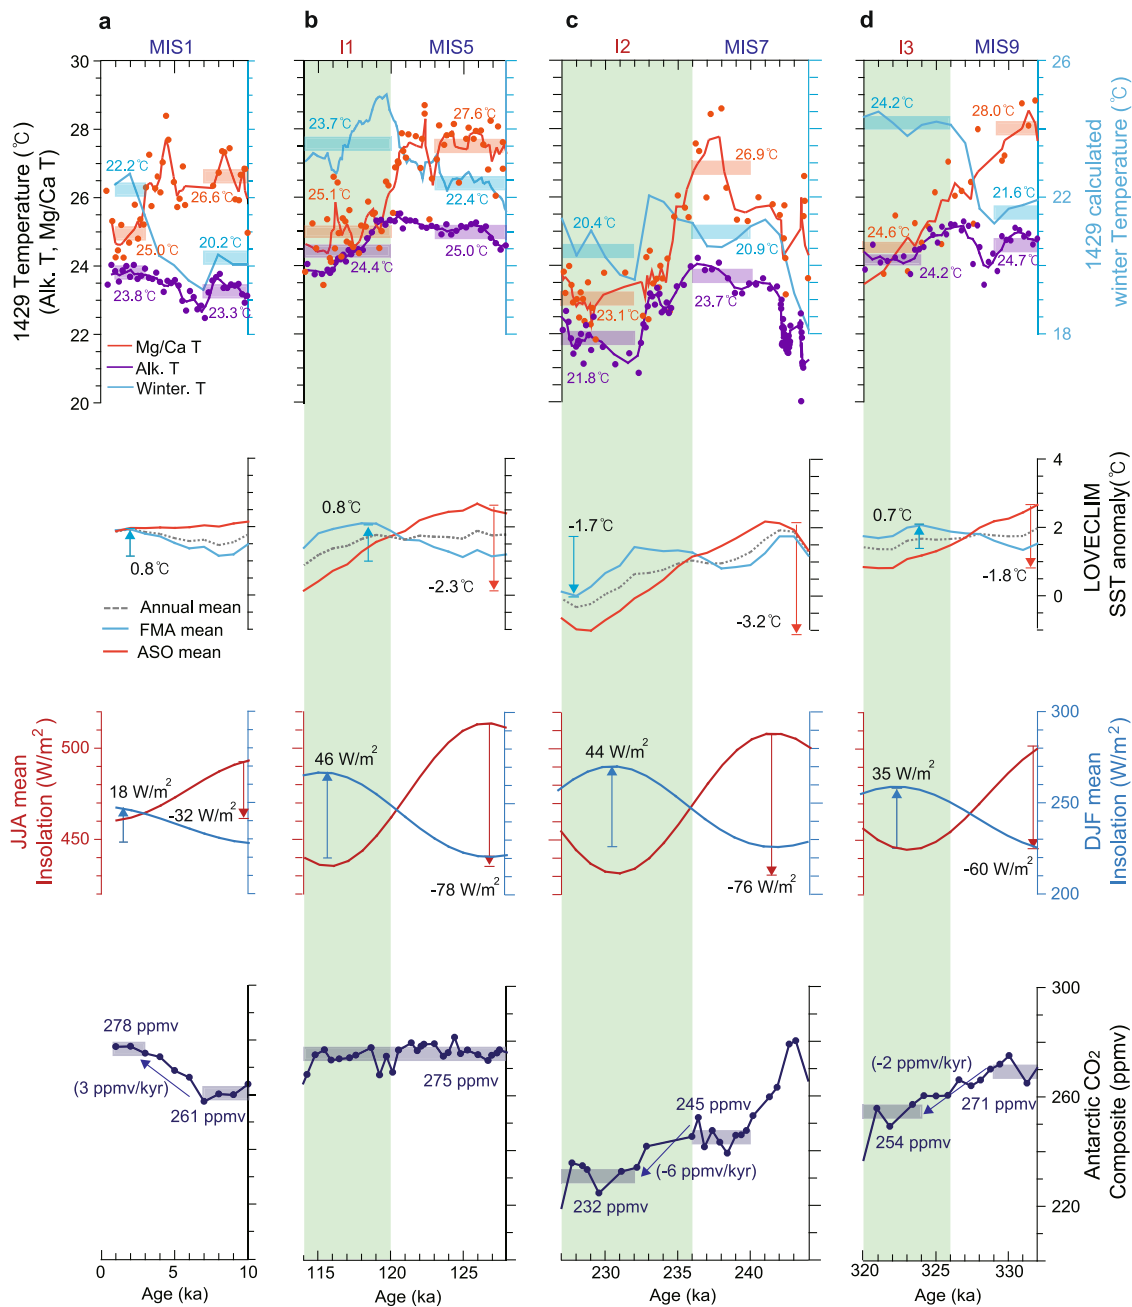 a
b
c
d
MIS1
I1
MIS5
I2
MIS7
I3
MIS9
1429 Temperature (℃)
(Alk. T, Mg/Ca T)
30
28
26
24
22
20
22.2℃
26.6℃
25.0℃
20.2℃
23.8℃
23.3℃
Mg/Ca T
Alk. T
Winter. T
23.7℃
27.6℃
25.1℃
22.4℃
24.4℃
25.0℃
26.9℃
20.4℃
20.9℃
23.1℃
23.7℃
21.8℃
24.2℃
28.0℃
21.6℃
24.6℃
24.2℃
24.7℃
26
22
18
1429 calculated
winter Temperature (℃)
0.8℃
Annual mean
FMA mean
ASO mean
0.8℃
-2.3℃
-1.7℃
-3.2℃
0.7℃
-1.8℃
4
2
0
LOVECLIM
SST anomaly(℃)
JJA mean
Insolation (W/m²)
500
450
18 W/m²
-32 W/m²
46 W/m²
-78 W/m²
44 W/m²
-76 W/m²
35 W/m²
-60 W/m²
300
250
200
DJF mean
Insolation (W/m²)
278 ppmv
(3 ppmv/kyr)
261 ppmv
275 ppmv
245 ppmv
(-6 ppmv/kyr)
232 ppmv
(-2 ppmv/kyr)
271 ppmv
254 ppmv
300
260
220
Antarctic CO₂
Composite (ppmv)
0
5
10
115
120
125
230
235
240
320
325
330
Age (ka)
Age (ka)
Age (ka)
Age (ka)